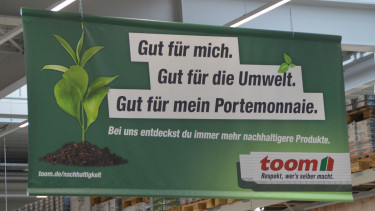 Gut für mich.
Gut für die Umwelt.
Gut für mein Portemonnaie.
Bei uns entdeckst du immer mehr nachhaltigere Produkte.
toom
Respekt, wer's selber macht.
toom.de/nachhaltigkeit